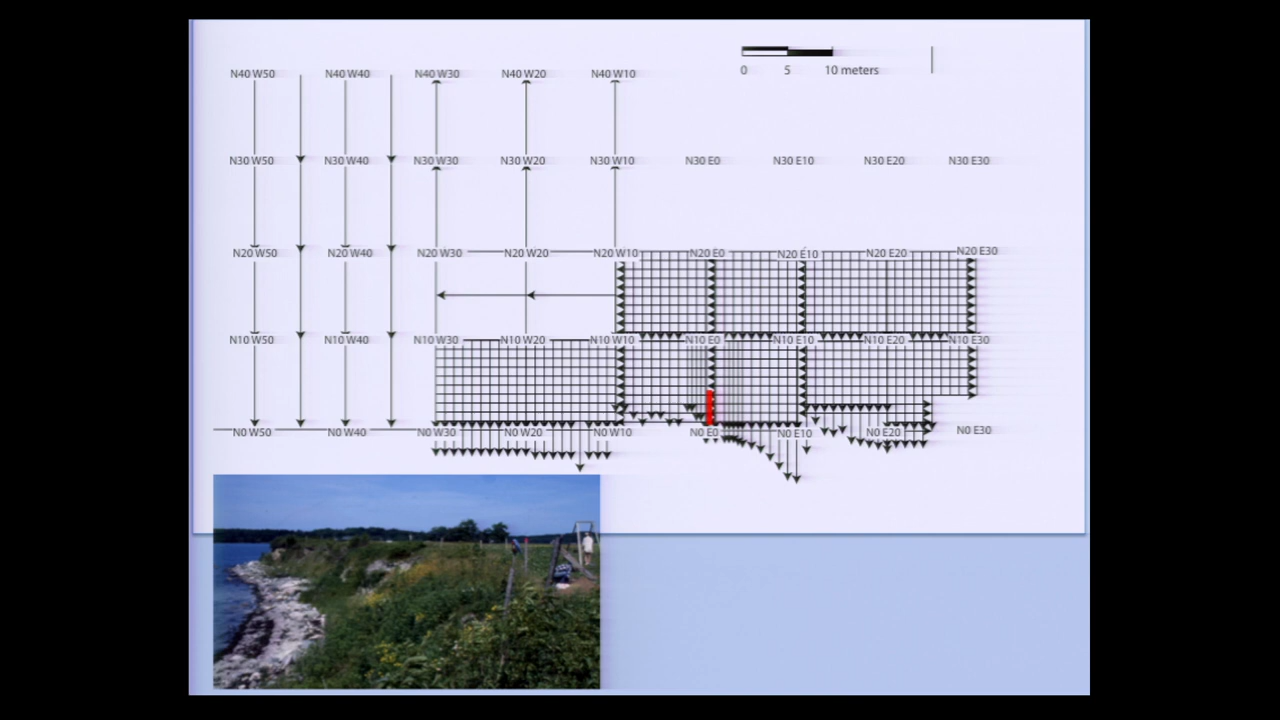 0 5 10 meters
N40 W50 N40 W40 N40 W30 N40 W20 N40 W10
N30 W50 N30 W40 N30 W30 N30 W20 N30 W10 N30 E0 N30 E10 N30 E20 N30 E30
N20 W50 N20 W40 N20 W30 N20 W20 N20 W10 N20 E0 N20 E10 N20 E20 N20 E30
N10 W50 N10 W40 N10 W30 N10 W20 N10 W10 N10 E0 N10 E10 N10 E20 N10 E30
N0 W50 N0 W40 N0 W30 N0 W20 N0 W10 N0 E0 N0 E10 N0 E20 N0 E30